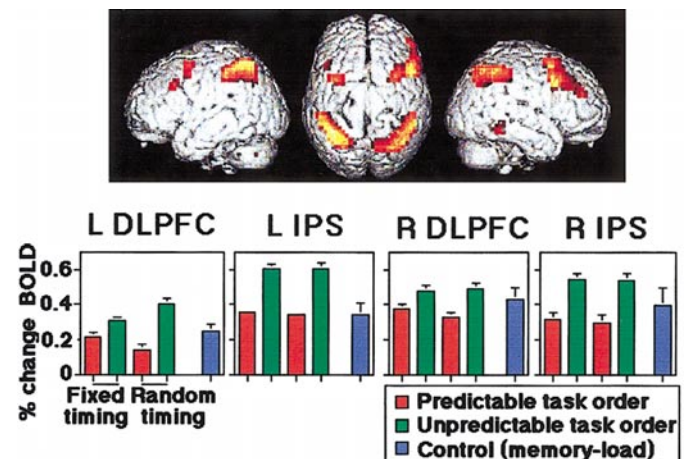 L DLPFC L IPS R DLPFC R IPS
% change BOLD
0.6
0.4
0.2
0
Fixed Random
timing timing
Predictable task order
Unpredictable task order
Control (memory-load)